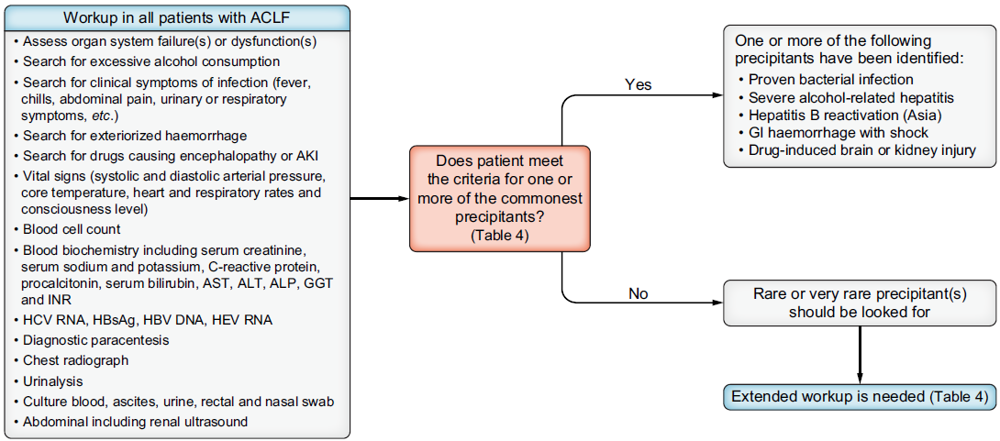 Workup in all patients with ACLF
• Assess organ system failure(s) or dysfunction(s)
• Search for excessive alcohol consumption
• Search for clinical symptoms of infection (fever,
chills, abdominal pain, urinary or respiratory
symptoms, etc.)
• Search for exteriorized haemorrhage
• Search for drugs causing encephalopathy or AKI
• Vital signs (systolic and diastolic arterial pressure,
core temperature, heart and respiratory rates and
consciousness level)
• Blood cell count
• Blood biochemistry including serum creatinine,
serum sodium and potassium, C-reactive protein,
procalcitonin, serum bilirubin, AST, ALT, ALP, GGT
and INR
• HCV RNA, HBsAg, HBV DNA, HEV RNA
• Diagnostic paracentesis
• Chest radiograph
• Urinalysis
• Culture blood, ascites, urine, rectal and nasal swab
• Abdominal including renal ultrasound
Does patient meet
the criteria for one or
more of the commonest
precipitants?
(Table 4)
Yes
One or more of the following
precipitants have been identified:
• Proven bacterial infection
• Severe alcohol-related hepatitis
• Hepatitis B reactivation (Asia)
• GI haemorrhage with shock
• Drug-induced brain or kidney injury
No
Rare or very rare precipitant(s)
should be looked for
Extended workup is needed (Table 4)